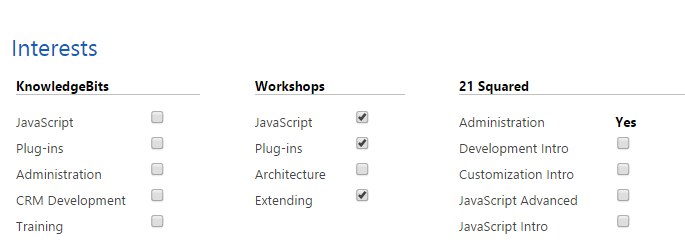 Interests
KnowledgeBits
JavaScript
Plug-ins
Administration
CRM Development
Training
Workshops
JavaScript
Plug-ins
Architecture
Extending
21 Squared
Administration Yes
Development Intro
Customization Intro
JavaScript Advanced
JavaScript Intro